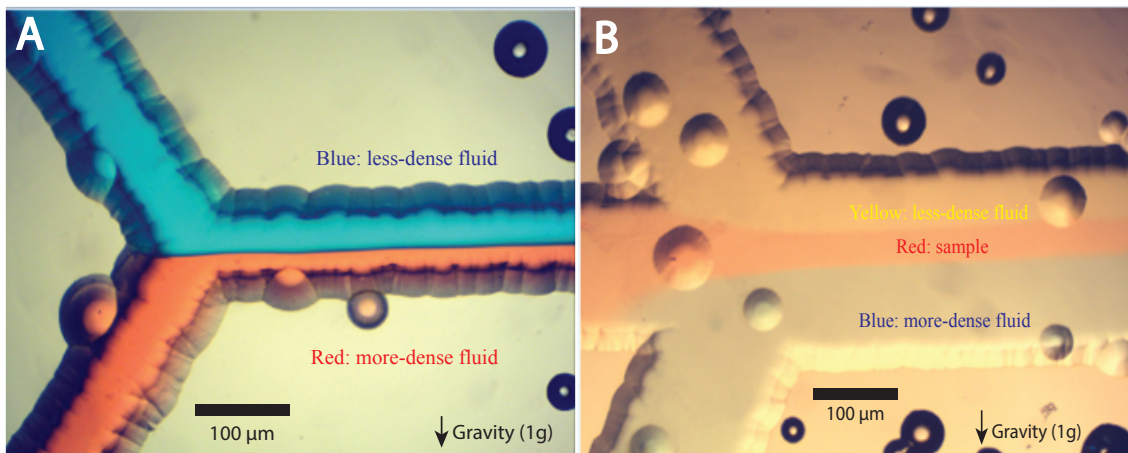 A
Blue: less-dense fluid
Red: more-dense fluid
100 μm
Gravity (1g)
B
Yellow: less-dense fluid
Red: sample
Blue: more-dense fluid
100 μm
Gravity (1g)